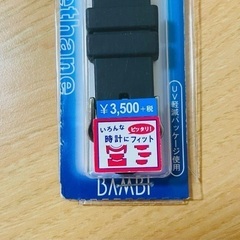 ethane
¥3,500+税
いろんな
ピッタリ!
時計にフィット
UV軽減パッケージ使用
BAMBI